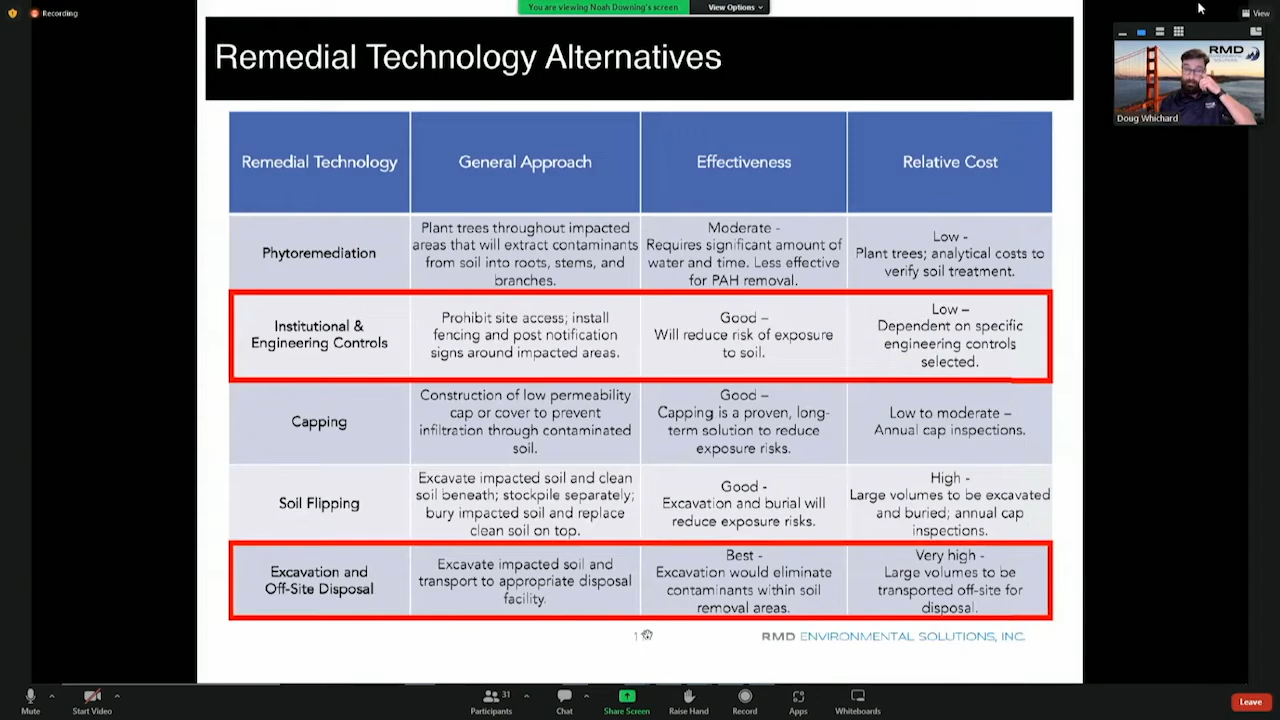 Recording
You are viewing Noah Downing's screen
View Options
View
Remedial Technology Alternatives
RMD
Doug Whichard
Remedial Technology
General Approach
Effectiveness
Relative Cost
Phytoremediation
Plant trees throughout impacted
areas that will extract contaminants
from soil into roots, stems, and
branches.
Moderate -
Requires significant amount of
water and time. Less effective
for PAH removal.
Low -
Plant trees; analytical costs to
verify soil treatment.
Institutional &
Engineering Controls
Prohibit site access; install
fencing and post notification
signs around impacted areas.
Good –
Will reduce risk of exposure
to soil.
Low –
Dependent on specific
engineering controls
selected.
Capping
Construction of low permeability
cap or cover to prevent
infiltration through contaminated
soil.
Good –
Capping is a proven, long-
term solution to reduce
exposure risks.
Low to moderate –
Annual cap inspections.
Soil Flipping
Excavate impacted soil and clean
soil beneath; stockpile separately;
bury impacted soil and replace
clean soil on top.
Good -
Excavation and burial will
reduce exposure risks.
High -
Large volumes to be excavated
and buried; annual cap
inspections.
Excavation and
Off-Site Disposal
Excavate impacted soil and
transport to appropriate disposal
facility.
Best -
Excavation would eliminate
contaminants within soil
removal areas.
Very high -
Large volumes to be
transported off-site for
disposal.
RMD ENVIRONMENTAL SOLUTIONS, INC.
Mute
Start Video
Participants
31
Chat
Share Screen
Raise Hand
Record
Apps
Whiteboards
Leave